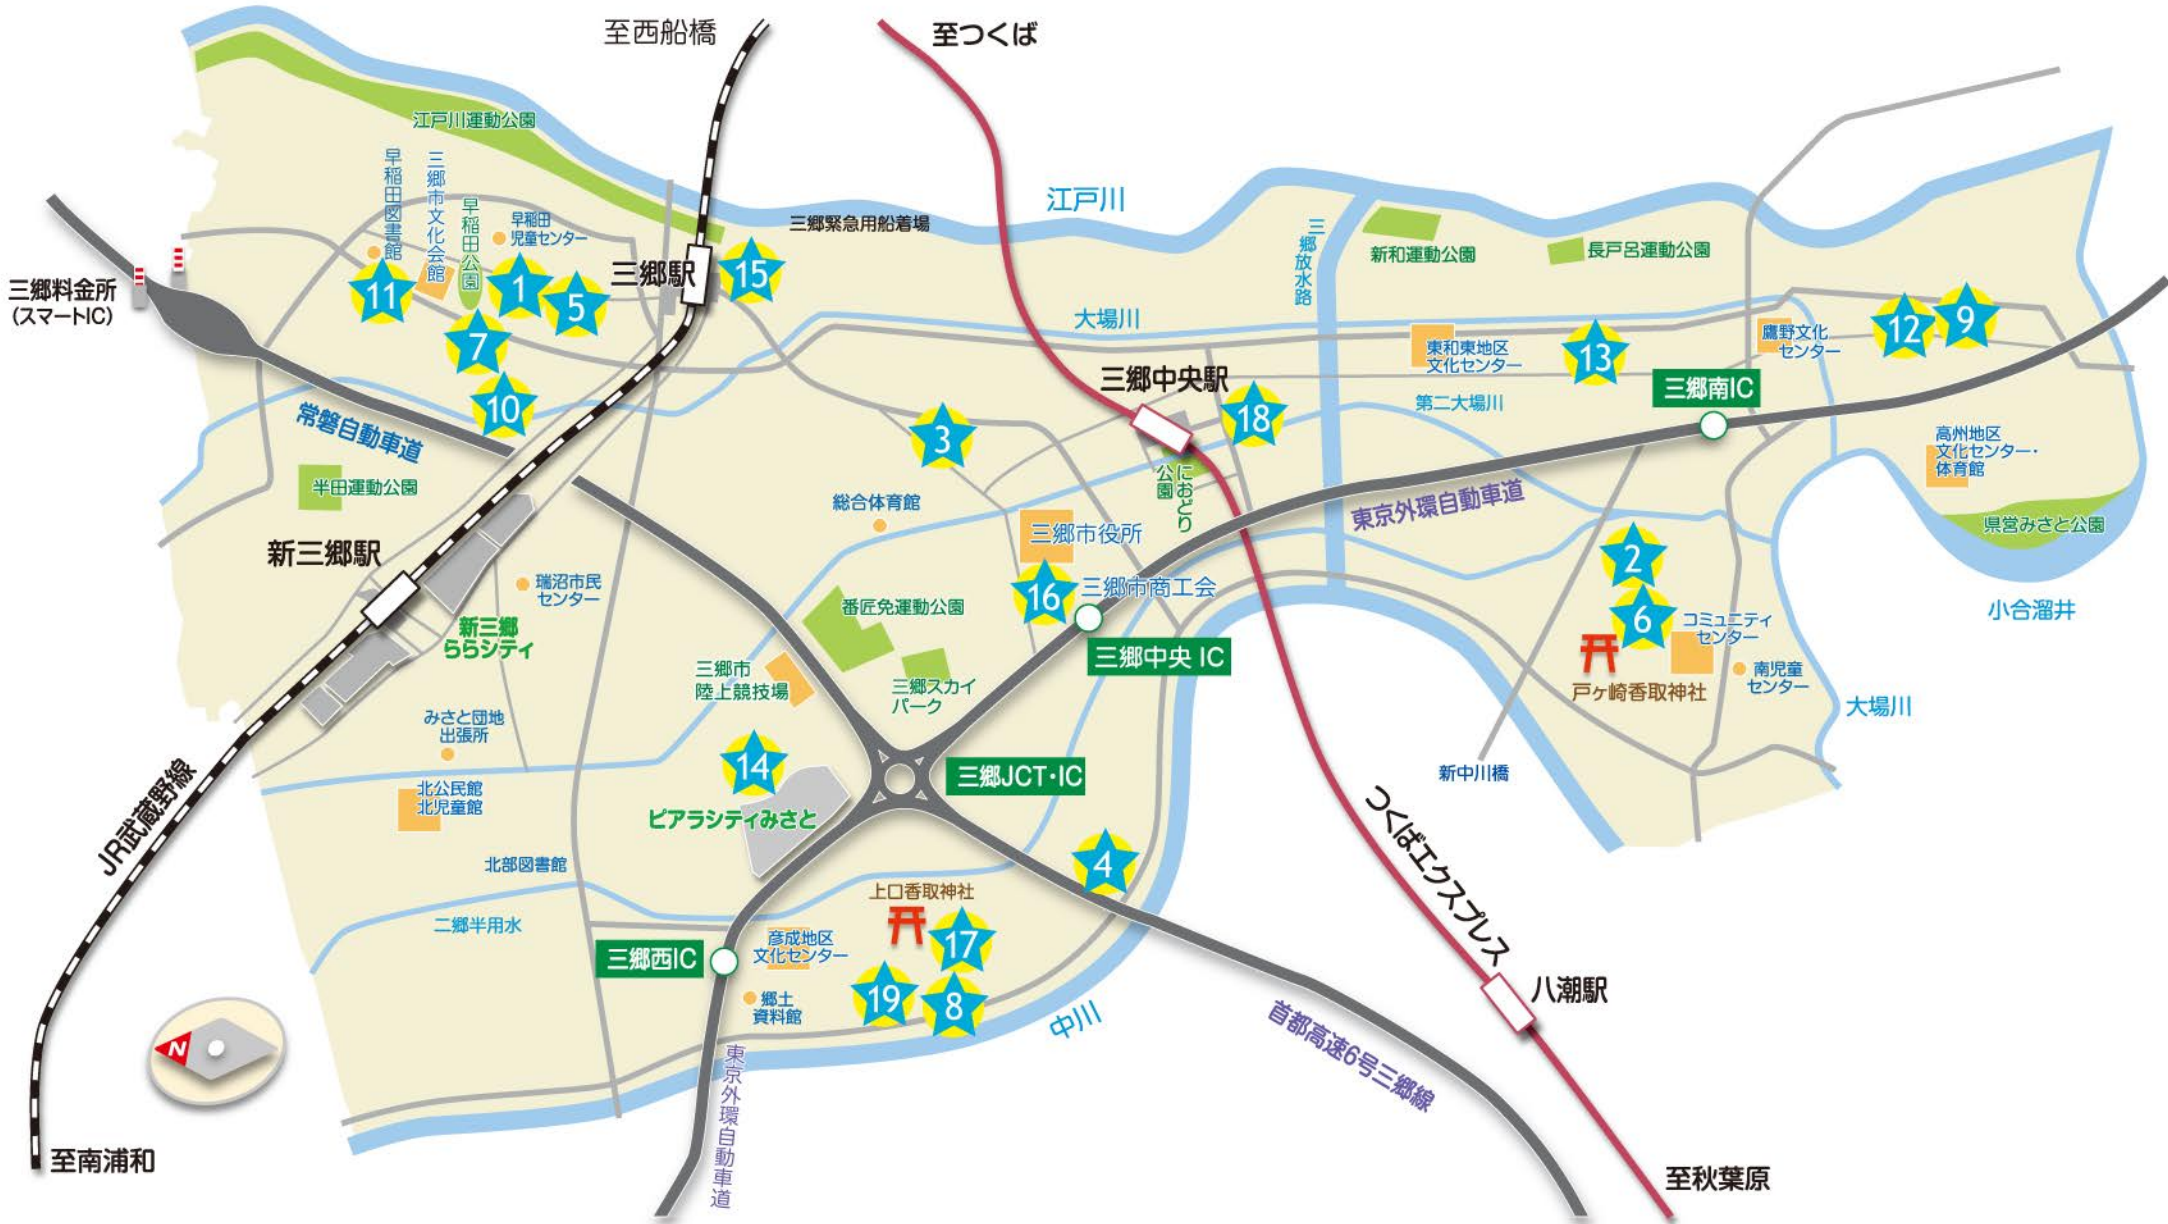 至西船橋
至つくば
江戸川運動公園
早稲田図書館
三郷市文化会館
早稲田公園
早稲田
児童センター
三郷駅
三郷緊急用船着場
江戸川
三郷放水路
新和運動公園
長戸呂運動公園
三郷料金所
(スマートIC)
11
1
5
15
7
10
大場川
三郷中央駅
18
東和東地区
文化センター
13
鷹野文化
センター
12
9
三郷南IC
常磐自動車道
3
第二大場川
高州地区
文化センター・
体育館
半田運動公園
総合体育館
におどり
公園
東京外環自動車道
県営みさと公園
新三郷駅
三郷市役所
2
瑞沼市民
センター
16
三郷市商工会
番匠免運動公園
小合溜井
新三郷
ららシティ
6
コミュニティ
センター
三郷中央 IC
三郷市
陸上競技場
三郷スカイ
パーク
戸ヶ崎香取神社
南児童
センター
大場川
みさと団地
出張所
14
三郷JCT・IC
新中川橋
北公民館
北児童館
ピアラシティみさと
JR武蔵野線
北部図書館
4
つくばエクスプレス
二郷半用水
上口香取神社
三郷西IC
彦成地区
文化センター
17
郷土
資料館
19
8
中川
八潮駅
首都高速6号三郷線
N
東京外環自動車道
至南浦和
至秋葉原